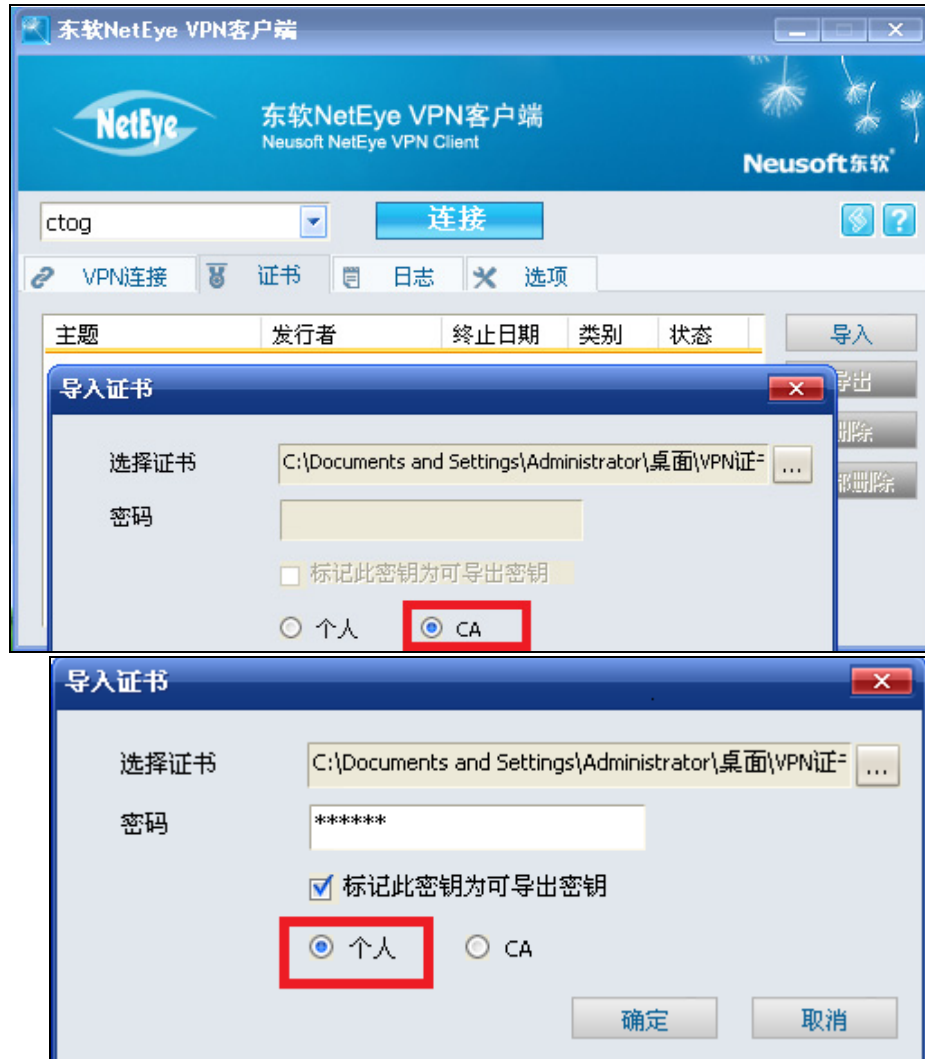 东软NetEye VPN客户端
NetEye
东软NetEye VPN客户端
Neusoft NetEye VPN Client
Neusoft东软
ctog
连接
?
VPN连接 证书 日志 选项
主题 发行者 终止日期 类别 状态 导入
导入证书
导出
选择证书 C:\Documents and Settings\Administrator\桌面\VPN证 ...
删除
部删除
密码
标记此密钥为可导出密钥
个人 CA
导入证书
选择证书 C:\Documents and Settings\Administrator\桌面\VPN证 ...
密码 ******
标记此密钥为可导出密钥
个人 CA
确定 取消